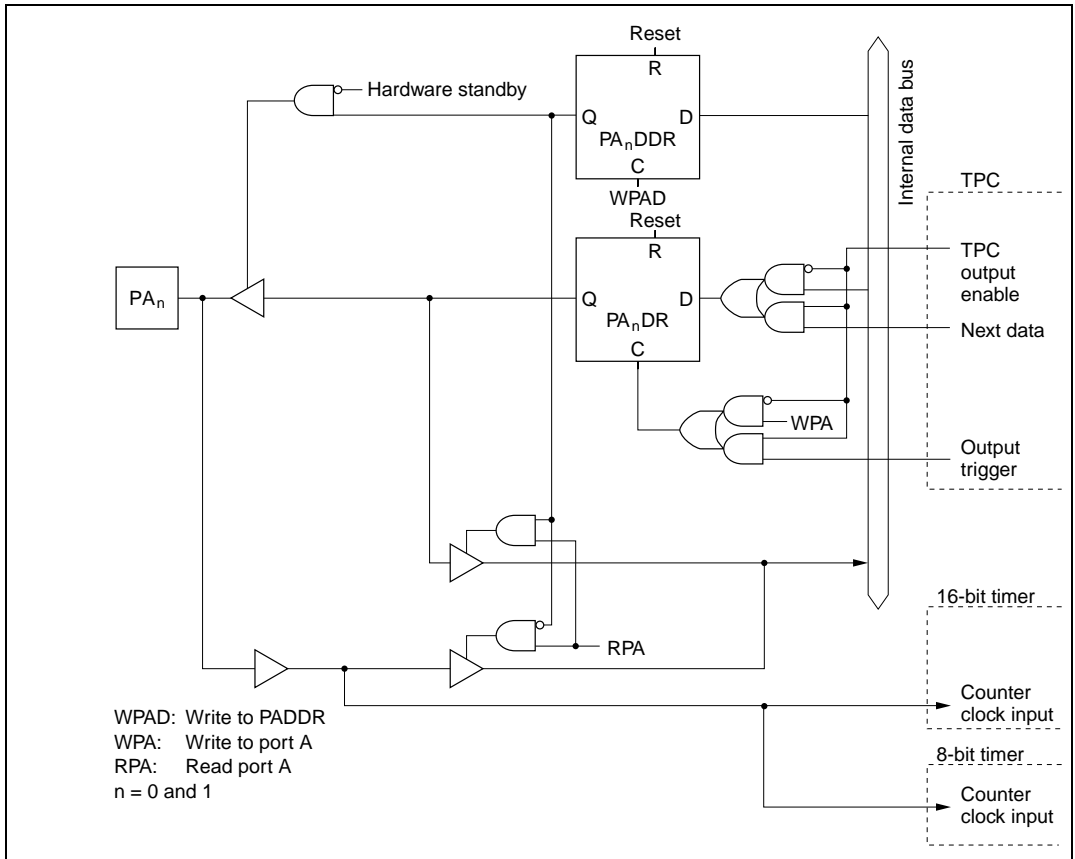 Reset
R
Hardware standby
Q
D
PAnDDR
C
WPAD
Internal data bus
TPC
Reset
R
TPC
output
enable
PAn
Q
D
PAnDR
Next data
C
WPA
Output
trigger
16-bit timer
RPA
Counter
clock input
WPAD: Write to PADDR
WPA: Write to port A
RPA: Read port A
n = 0 and 1
8-bit timer
Counter
clock input